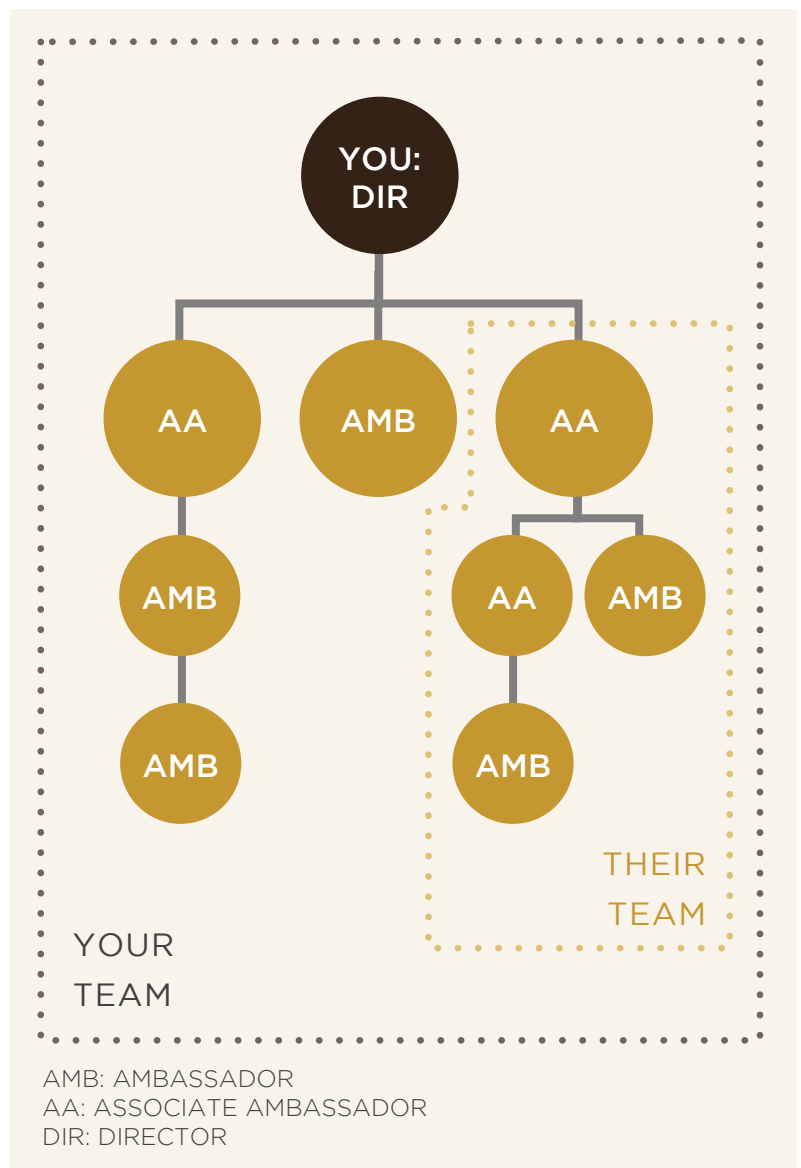 YOU:
DIR
AA
AMB
AA
AMB
AA
AMB
AMB
AMB
THEIR
TEAM
YOUR
TEAM
AMB: AMBASSADOR
AA: ASSOCIATE AMBASSADOR
DIR: DIRECTOR